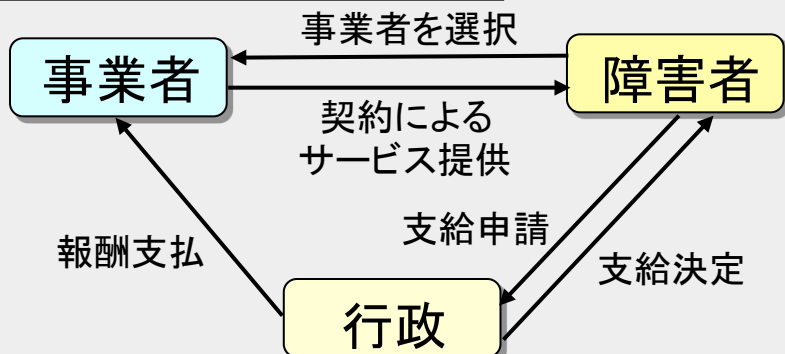 事業者を選択
事業者
障害者
契約による
サービス提供
支給申請
報酬支払
支給決定
行政